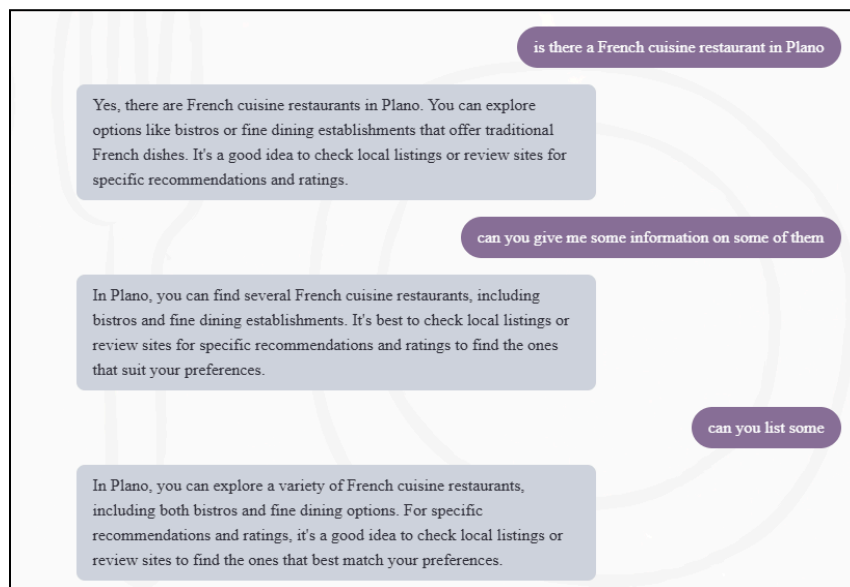 is there a French cuisine restaurant in Plano
Yes, there are French cuisine restaurants in Plano. You can explore
options like bistros or fine dining establishments that offer traditional
French dishes. It's a good idea to check local listings or review sites for
specific recommendations and ratings.
can you give me some information on some of them
In Plano, you can find several French cuisine restaurants, including
bistros and fine dining establishments. It's best to check local listings or
review sites for specific recommendations and ratings to find the ones
that suit your preferences.
can you list some
In Plano, you can explore a variety of French cuisine restaurants,
including both bistros and fine dining options. For specific
recommendations and ratings, it's a good idea to check local listings or
review sites to find the ones that best match your preferences.